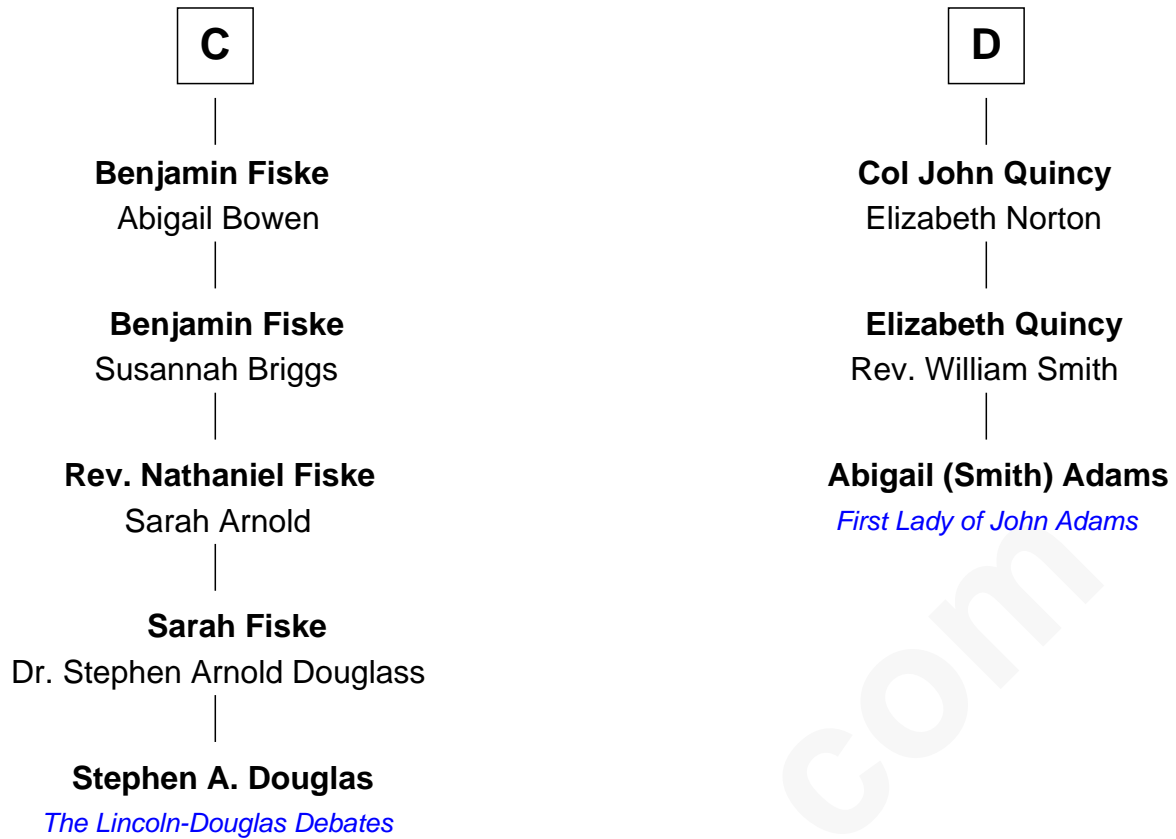 C
Benjamin Fiske
Abigail Bowen
Benjamin Fiske
Susannah Briggs
Rev. Nathaniel Fiske
Sarah Arnold
Sarah Fiske
Dr. Stephen Arnold Douglass
Stephen A. Douglas
The Lincoln-Douglas Debates
D
Col John Quincy
Elizabeth Norton
Elizabeth Quincy
Rev. William Smith
Abigail (Smith) Adams
First Lady of John Adams
com